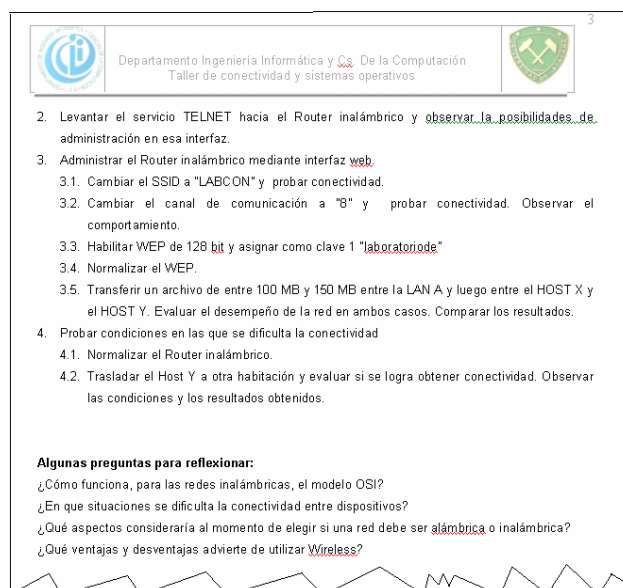 3
Departamento Ingeniería Informática y Cs. De la Computación
Taller de conectividad y sistemas operativos
2. Levantar el servicio TELNET hacia el Router inalámbrico y observar la posibilidades de
administración en esa interfaz.
3. Administrar el Router inalámbrico mediante interfaz web.
3.1. Cambiar el SSID a "LABCON" y probar conectividad.
3.2. Cambiar el canal de comunicación a "8" y probar conectividad. Observar el
comportamiento.
3.3. Habilitar WEP de 128 bit y asignar como clave 1 "laboratoriode"
3.4. Normalizar el WEP.
3.5. Transferir un archivo de entre 100 MB y 150 MB entre la LAN A y luego entre el HOST X y
el HOST Y. Evaluar el desempeño de la red en ambos casos. Comparar los resultados.
4. Probar condiciones en las que se dificulta la conectividad
4.1. Normalizar el Router inalámbrico.
4.2. Trasladar el Host Y a otra habitación y evaluar si se logra obtener conectividad. Observar
las condiciones y los resultados obtenidos.
Algunas preguntas para reflexionar:
¿Cómo funciona, para las redes inalámbricas, el modelo OSI?
¿En que situaciones se dificulta la conectividad entre dispositivos?
¿Qué aspectos consideraría al momento de elegir si una red debe ser alámbrica o inalámbrica?
¿Qué ventajas y desventajas advierte de utilizar Wireless?